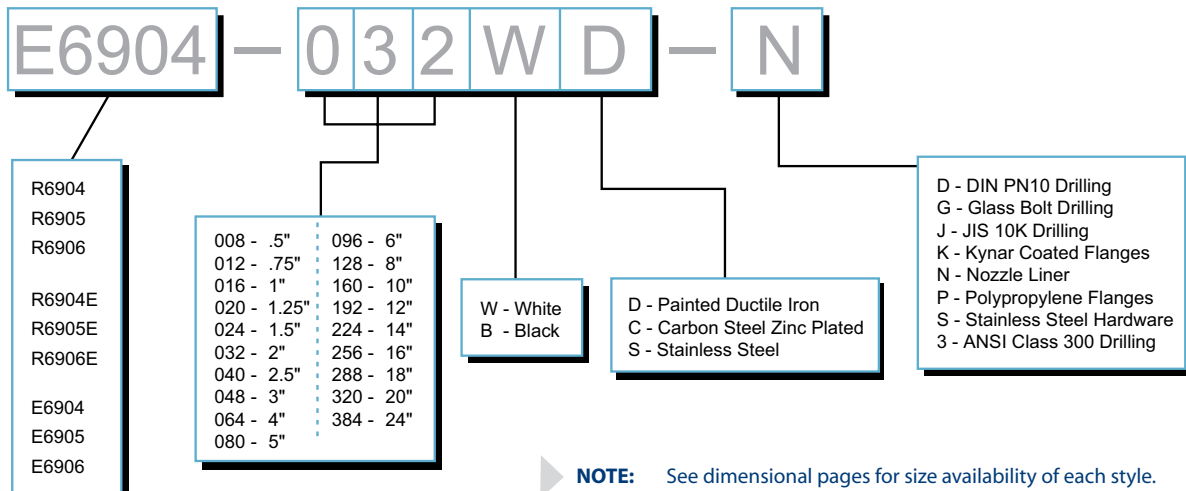 E6904 — 032WD — N
R6904
R6905
R6906
R6904E
R6905E
R6906E
E6904
E6905
E6906
008 - .5" 096 - 6"
012 - .75" 128 - 8"
016 - 1" 160 - 10"
020 - 1.25" 192 - 12"
024 - 1.5" 224 - 14"
032 - 2" 256 - 16"
040 - 2.5" 288 - 18"
048 - 3" 320 - 20"
064 - 4" 384 - 24"
080 - 5"
W - White
B - Black
D - Painted Ductile Iron
C - Carbon Steel Zinc Plated
S - Stainless Steel
D - DIN PN10 Drilling
G - Glass Bolt Drilling
J - JIS 10K Drilling
K - Kynar Coated Flanges
N - Nozzle Liner
P - Polypropylene Flanges
S - Stainless Steel Hardware
3 - ANSI Class 300 Drilling
NOTE: See dimensional pages for size availability of each style.